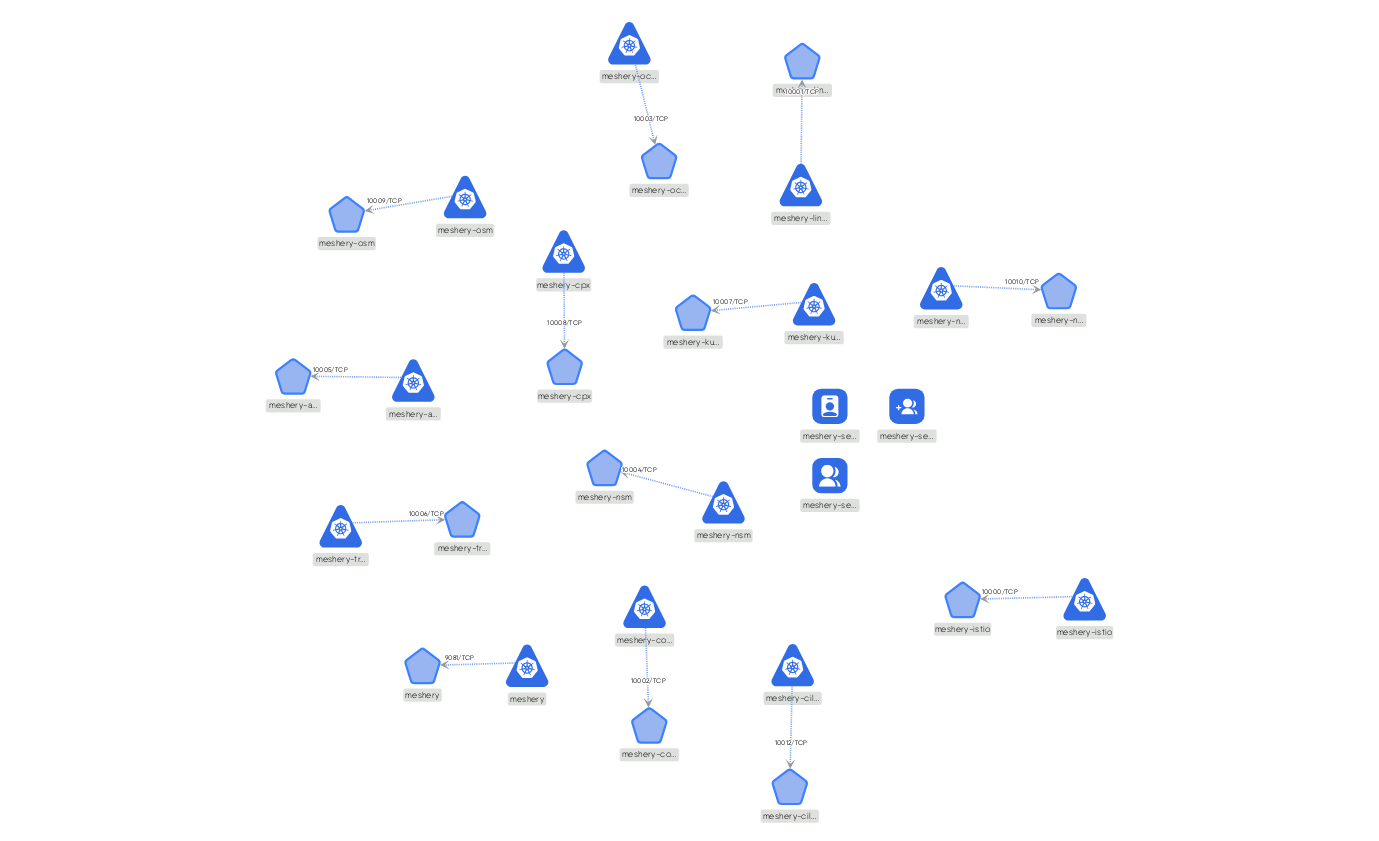 meshery-oc...
10003/TCP
meshery-oc...
10001/TCP
meshery-lin...
10009/TCP
meshery-osm
meshery-osm
meshery-cpx
10008/TCP
meshery-cpx
10007/TCP
meshery-ku...
meshery-ku...
10010/TCP
meshery-n...
meshery-n...
10005/TCP
meshery-a...
meshery-a...
meshery-se...
meshery-se...
meshery-se...
10004/TCP
meshery-nsm
meshery-nsm
10006/TCP
meshery-tr...
meshery-tr...
10000/TCP
meshery-istio
meshery-istio
9081/TCP
meshery
meshery
meshery-co...
10002/TCP
meshery-co...
meshery-cil...
10012/TCP
meshery-cil...